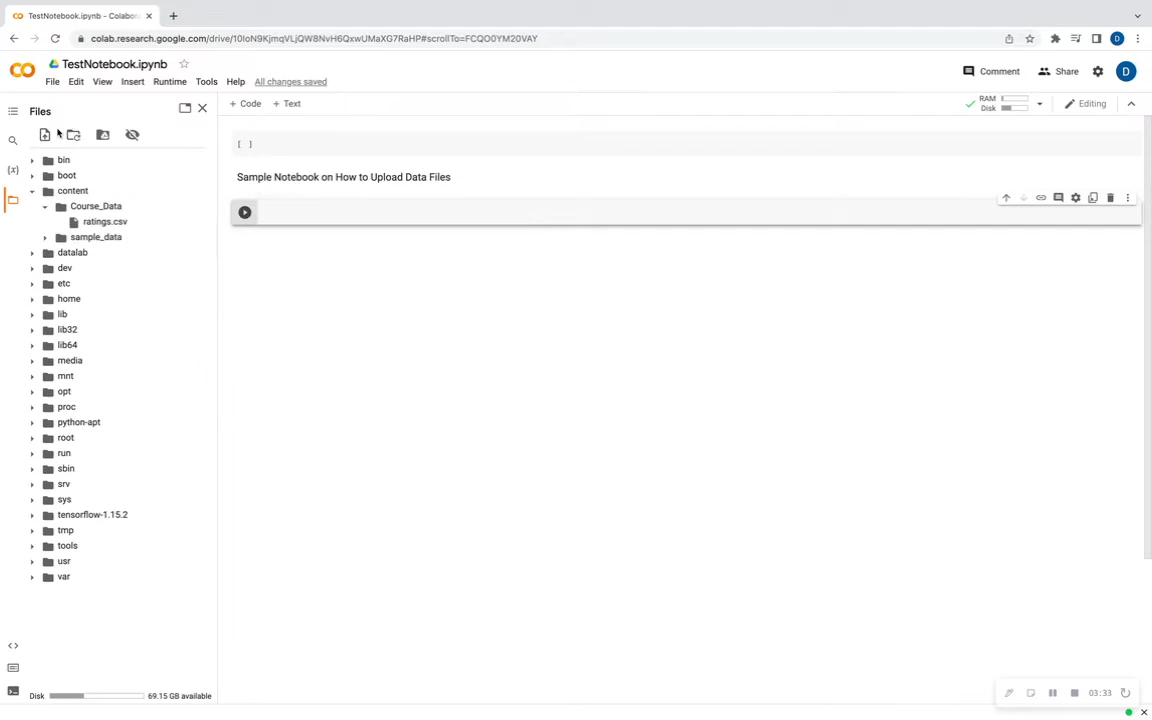 TestNotebook.ipynb - Colabora
colab.research.google.com/drive/10IoN9KjmqVLjQW8NvH6QxwUMaXG7RaHP#scrollTo=FCQO0YM20VAY
D
TestNotebook.ipynb
File Edit View Insert Runtime Tools Help All changes saved
Comment Share D
Files
+ Code + Text
RAM
Disk
Editing
bin
boot
content
Course_Data
ratings.csv
sample_data
datalab
dev
etc
home
lib
lib32
lib64
media
mnt
opt
proc
python-apt
root
run
sbin
srv
sys
tensorflow-1.15.2
tmp
tools
usr
var
[ ]
Sample Notebook on How to Upload Data Files
{x}
Disk 69.15 GB available
03:33